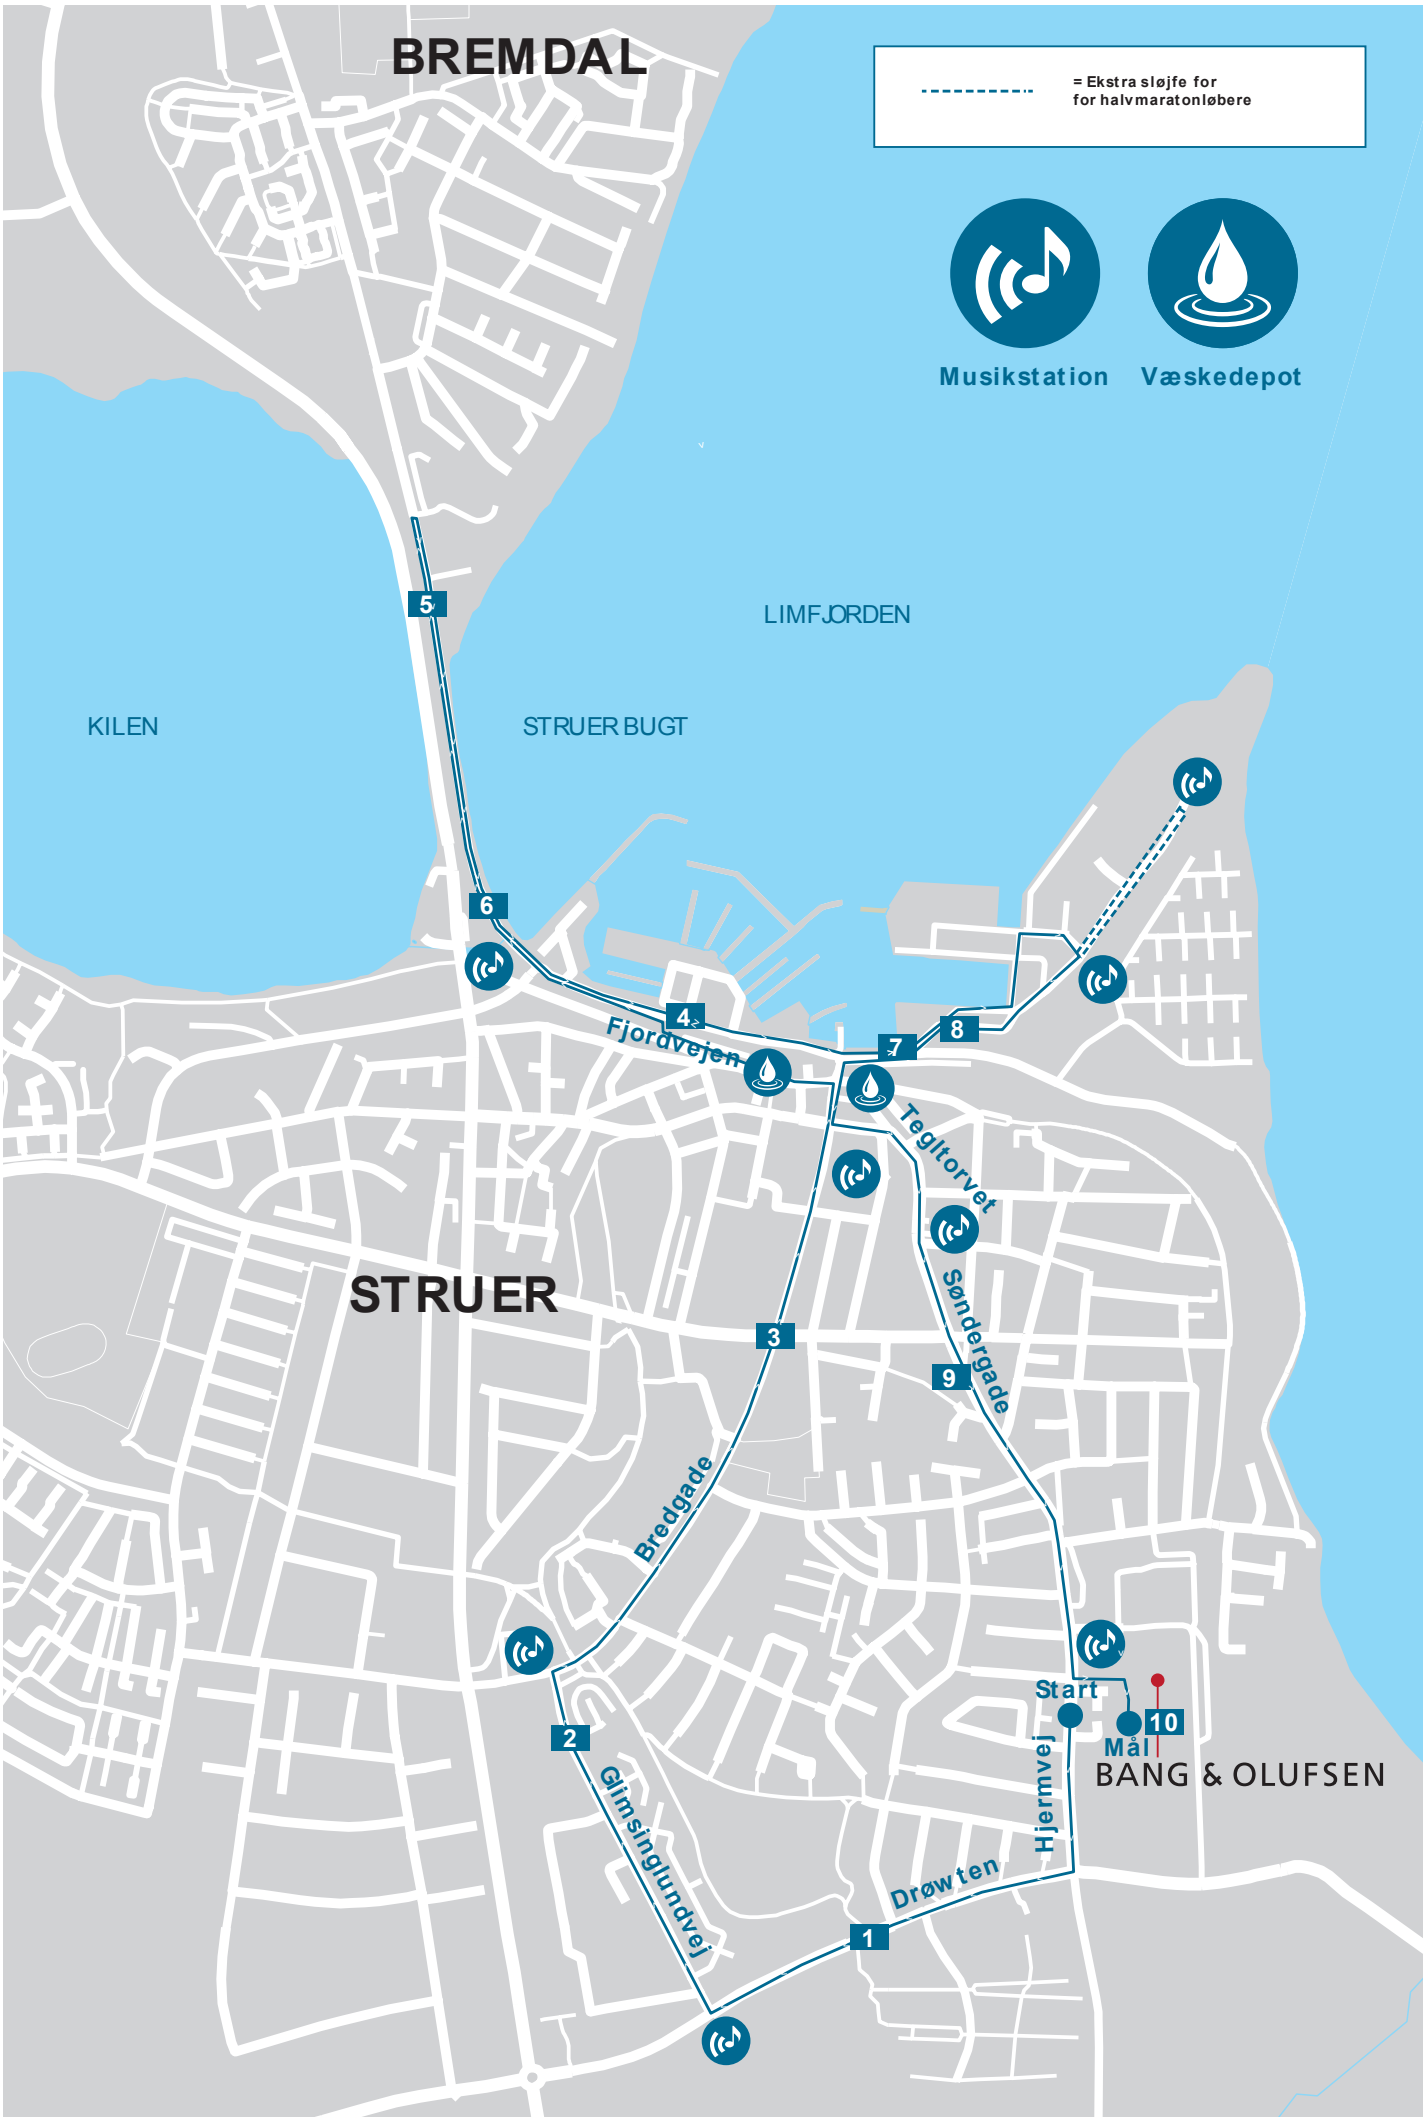 BREMDAL
= Ekstra sløjfe for
for halvmaratonløbere
Musikstation
Væskedepot
5
LIMFJORDEN
KILEN
STRUER BUGT
6
4
Fjordvejen
7
8
Tegltorvet
STRUER
Søndergade
3
9
Bredgade
Start
2
10
Mål
BANG & OLUFSEN
Hjermvej
Glimsinglundvej
Drøwten
1